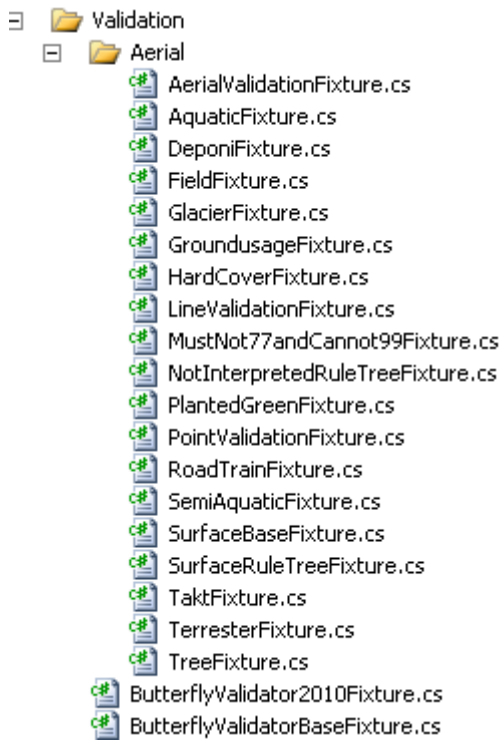 Validation
Aerial
AerialValidationFixture.cs
AquaticFixture.cs
DeponiFixture.cs
FieldFixture.cs
GlacierFixture.cs
GroundusageFixture.cs
HardCoverFixture.cs
LineValidationFixture.cs
MustNot77andCannot99Fixture.cs
NotInterpretedRuleTreeFixture.cs
PlantedGreenFixture.cs
PointValidationFixture.cs
RoadTrainFixture.cs
SemiAquaticFixture.cs
SurfaceBaseFixture.cs
SurfaceRuleTreeFixture.cs
TaktFixture.cs
TerresterFixture.cs
TreeFixture.cs
ButterflyValidator2010Fixture.cs
ButterflyValidatorBaseFixture.cs